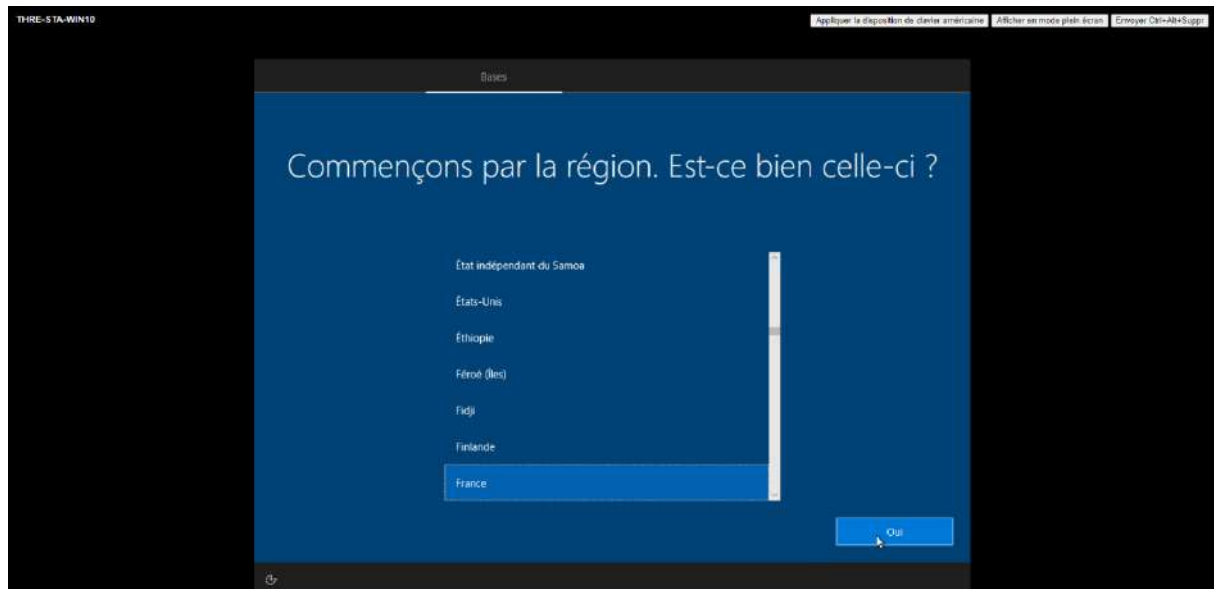 THRE-STA-WIN10
Appliquer la disposition de clavier américaine Afficher en mode plein écran Envoyer Ctrl+Alt+Suppr
Bases
Commençons par la région. Est-ce bien celle-ci ?
État indépendant du Samoa
États-Unis
Éthiopie
Féroé (Îles)
Fidji
Finlande
France
Oui